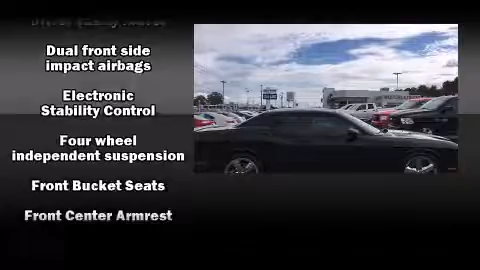 Dual front side
impact airbags
Electronic
Stability Control
Four wheel
independent suspension
Front Bucket Seats
Front Center Armrest